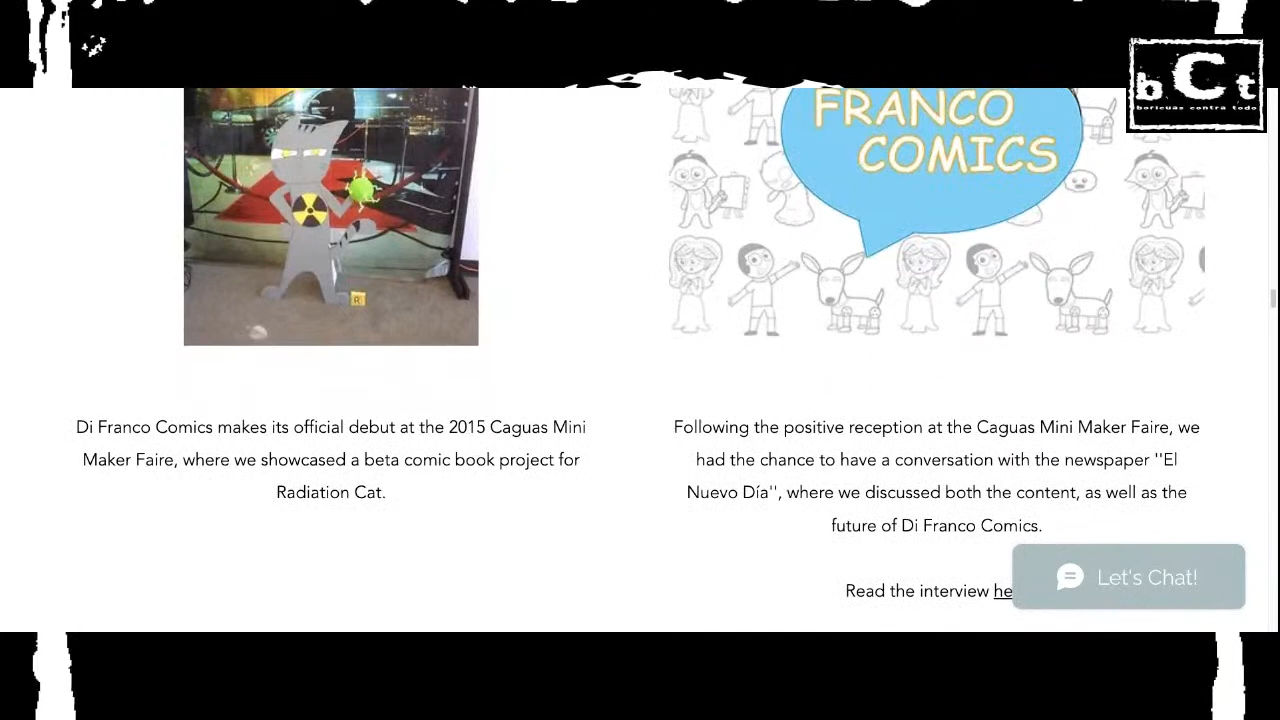 bCt
boricuas contra todo
FRANCO
COMICS
R
Di Franco Comics makes its official debut at the 2015 Caguas Mini
Maker Faire, where we showcased a beta comic book project for
Radiation Cat.
Following the positive reception at the Caguas Mini Maker Faire, we
had the chance to have a conversation with the newspaper ''El
Nuevo Día'', where we discussed both the content, as well as the
future of Di Franco Comics.
Read the interview he
Let's Chat!